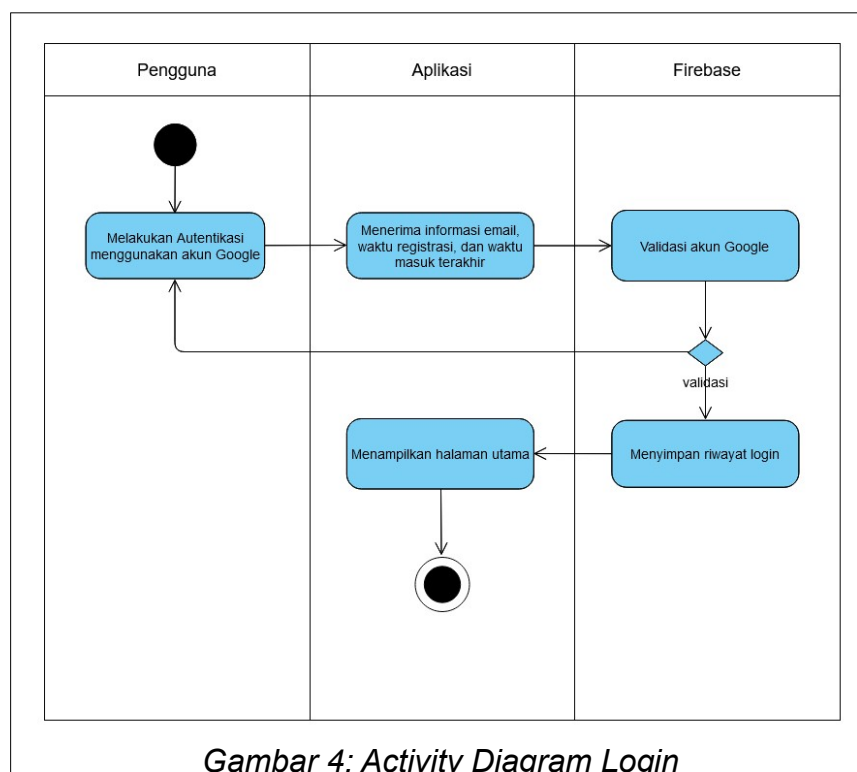 Pengguna
Aplikasi
Firebase
Melakukan Autentikasi
menggunakan akun Google
Menerima informasi email,
waktu registrasi, dan waktu
masuk terakhir
Validasi akun Google
validasi
Menampilkan halaman utama
Menyimpan riwayat login
Gambar 4: Activity Diagram Login